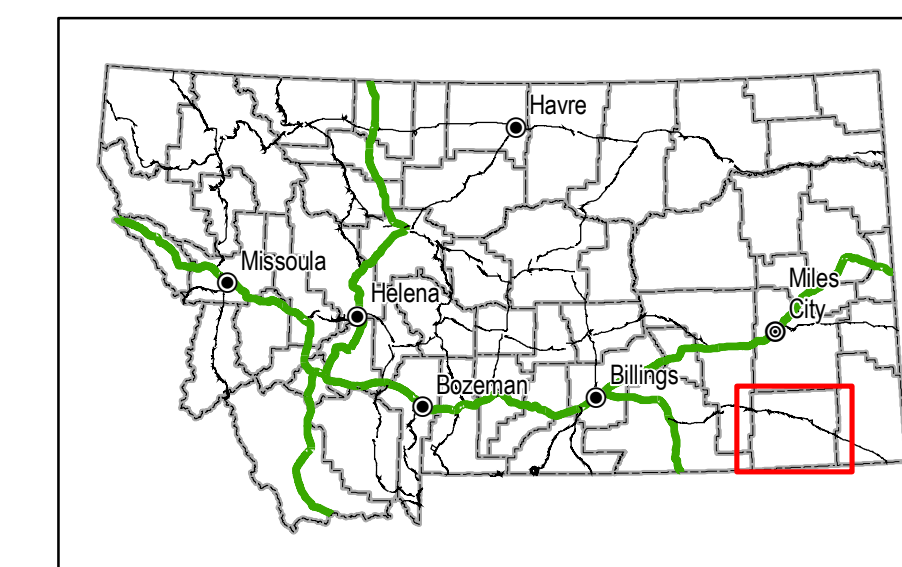 Havre
Missoula
Helena
Miles
City
Billings
Bozeman